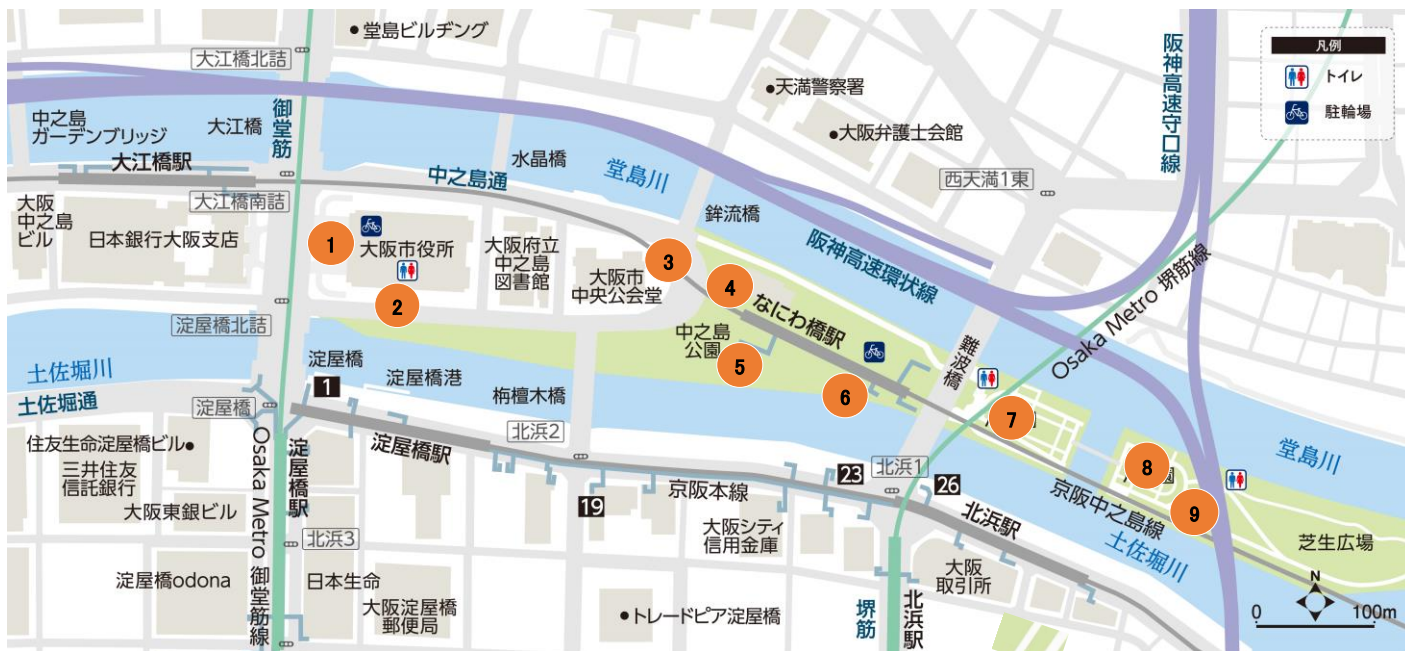 堂島ビルヂング
大江橋北詰
阪神高速守口線
凡例
トイレ
駐輪場
天満警察署
大阪弁護士会館
中之島
ガーデンブリッジ
大江橋
御堂筋
水晶橋
堂島川
大江橋駅
中之島通
西天満1東
大江橋南詰
鉾流橋
大阪
中之島
ビル
日本銀行大阪支店
1
大阪市役所
大阪府立
中之島
図書館
大阪市
中央公会堂
3
阪神高速環状線
Osaka Metro 堺筋線
2
4
なにわ橋駅
淀屋橋北詰
中之島
公園
5
難波橋
土佐堀川
淀屋橋
1
淀屋橋港
栴檀木橋
6
7
土佐堀通
淀屋橋
北浜2
淀屋橋駅
住友生命淀屋橋ビル
三井住友
信託銀行
大阪東銀ビル
Osaka Metro 御堂筋線
淀屋橋駅
19
京阪本線
23
北浜1
26
北浜駅
8
園
9
堂島川
京阪中之島線
土佐堀川
芝生広場
大阪シティ
信用金庫
北浜3
淀屋橋odona
日本生命
大阪淀屋橋
郵便局
トレードピア淀屋橋
堺筋
北浜駅
大阪
取引所
N
0
100m